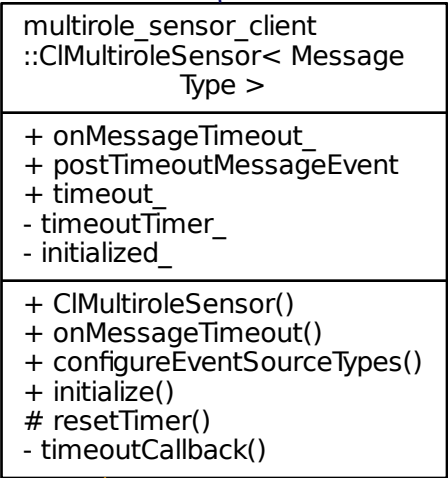 multirole_sensor_client
::ClMultiroleSensor< Message
Type >
+ onMessageTimeout_
+ postTimeoutMessageEvent
+ timeout_
- timeoutTimer_
- initialized_
+ ClMultiroleSensor()
+ onMessageTimeout()
+ configureEventSourceTypes()
+ initialize()
# resetTimer()
- timeoutCallback()